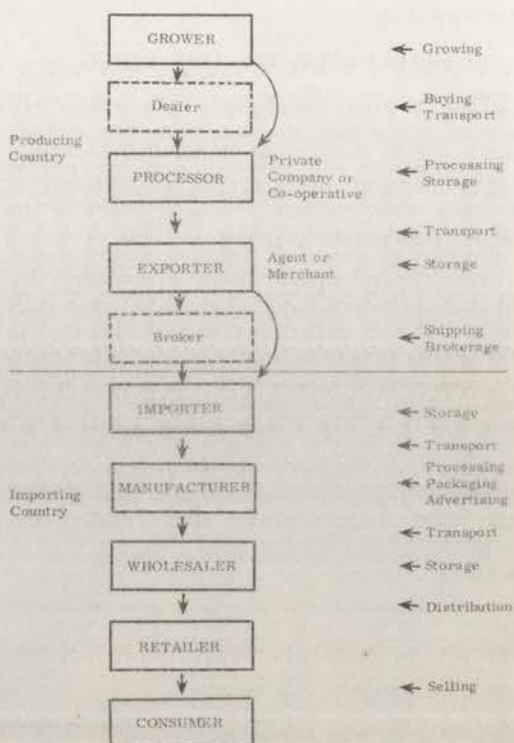 GROWER
Growing
Dealer
Buying
Transport
Producing
Country
PROCESSOR
Private
Company or
Co-operative
Processing
Storage
Transport
EXPORTER
Agent or
Merchant
Storage
Broker
Shipping
Brokerage
IMPORTER
Storage
Transport
Importing
Country
MANUFACTURER
Processing
Packaging
Advertising
Transport
WHOLESALER
Storage
Distribution
RETAILER
Selling
CONSUMER